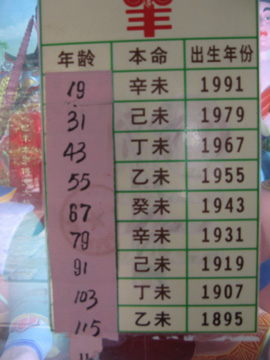 羊
年龄 本命 出生年份
19 辛未 1991
31 己未 1979
43 丁未 1967
55 乙未 1955
67 癸未 1943
79 辛未 1931
91 己未 1919
103 丁未 1907
115 乙未 1895